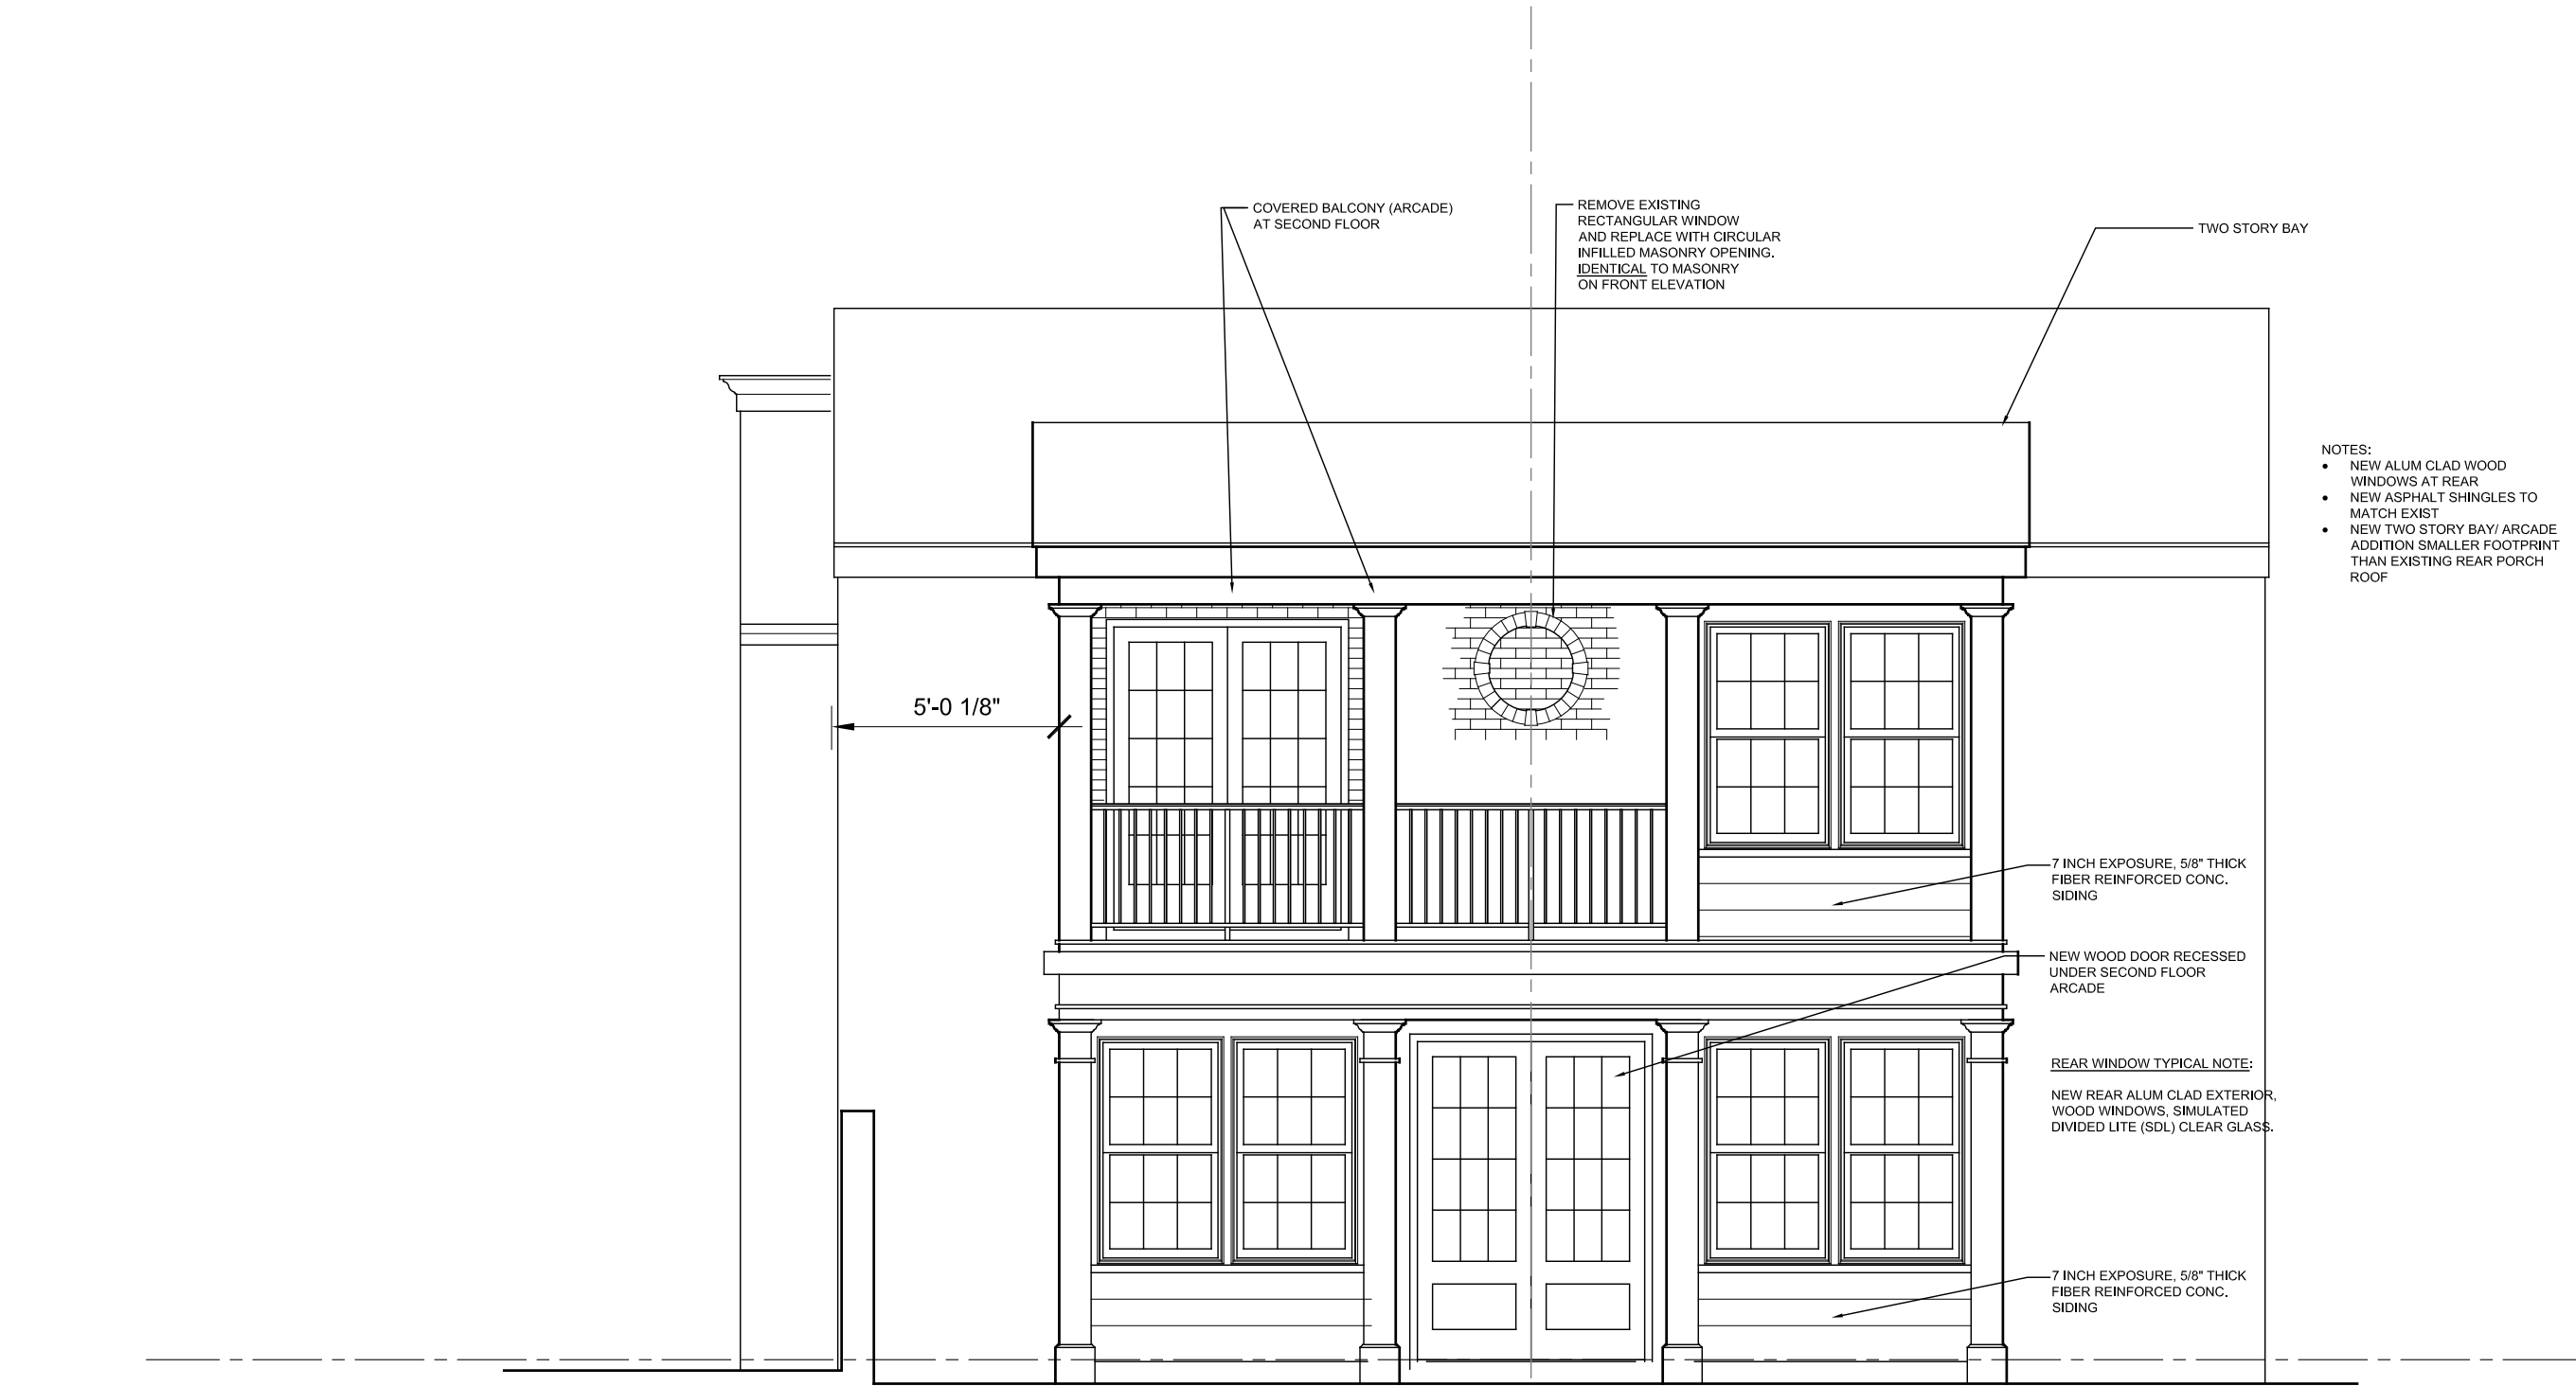 COVERED BALCONY (ARCADE)
AT SECOND FLOOR
REMOVE EXISTING
RECTANGULAR WINDOW
AND REPLACE WITH CIRCULAR
INFILLED MASONRY OPENING.
IDENTICAL TO MASONRY
ON FRONT ELEVATION
TWO STORY BAY
NOTES:
• NEW ALUM CLAD WOOD
WINDOWS AT REAR
• NEW ASPHALT SHINGLES TO
MATCH EXIST
• NEW TWO STORY BAY/ ARCADE
ADDITION SMALLER FOOTPRINT
THAN EXISTING REAR PORCH
ROOF
5'-0 1/8"
7 INCH EXPOSURE, 5/8" THICK
FIBER REINFORCED CONC.
SIDING
NEW WOOD DOOR RECESSED
UNDER SECOND FLOOR
ARCADE
REAR WINDOW TYPICAL NOTE:
NEW REAR ALUM CLAD EXTERIOR,
WOOD WINDOWS, SIMULATED
DIVIDED LITE (SDL) CLEAR GLASS.
7 INCH EXPOSURE, 5/8" THICK
FIBER REINFORCED CONC.
SIDING